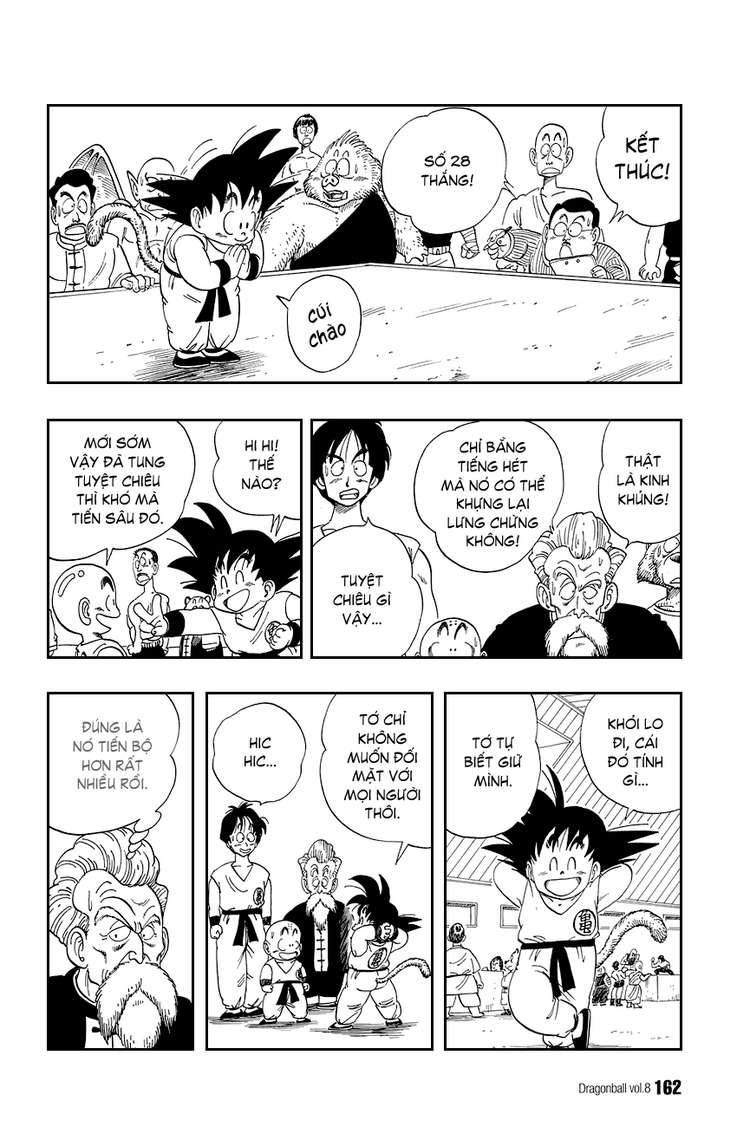 KẾT
THÚC!
SỐ 28
THẮNG!
CÚI
CHÀO
THẬT
LÀ KINH
KHỦNG!
CHỈ BẰNG
TIẾNG HÉT
MÀ NÓ CÓ THỂ
KHỰNG LẠI
LƯNG CHỪNG
KHÔNG!
TUYỆT
CHIÊU GÌ
VẬY...
HI HI!
THẾ
NÀO?
MỚI SỚM
VẬY ĐÃ TUNG
TUYỆT CHIÊU
THÌ KHÓ MÀ
TIẾN SÂU ĐÓ.
KHỎI LO
ĐI, CÁI
ĐÓ TÍNH
GÌ...
TỚ TỰ
BIẾT GIỮ
MÌNH.
TỚ CHỈ
KHÔNG
MUỐN ĐỐI
MẶT VỚI
MỌI NGƯỜI
THÔI.
HIC
HIC...
ĐÚNG LÀ
NÓ TIẾN BỘ
HƠN RẤT
NHIỀU RỒI.
Dragonball vol.8 162